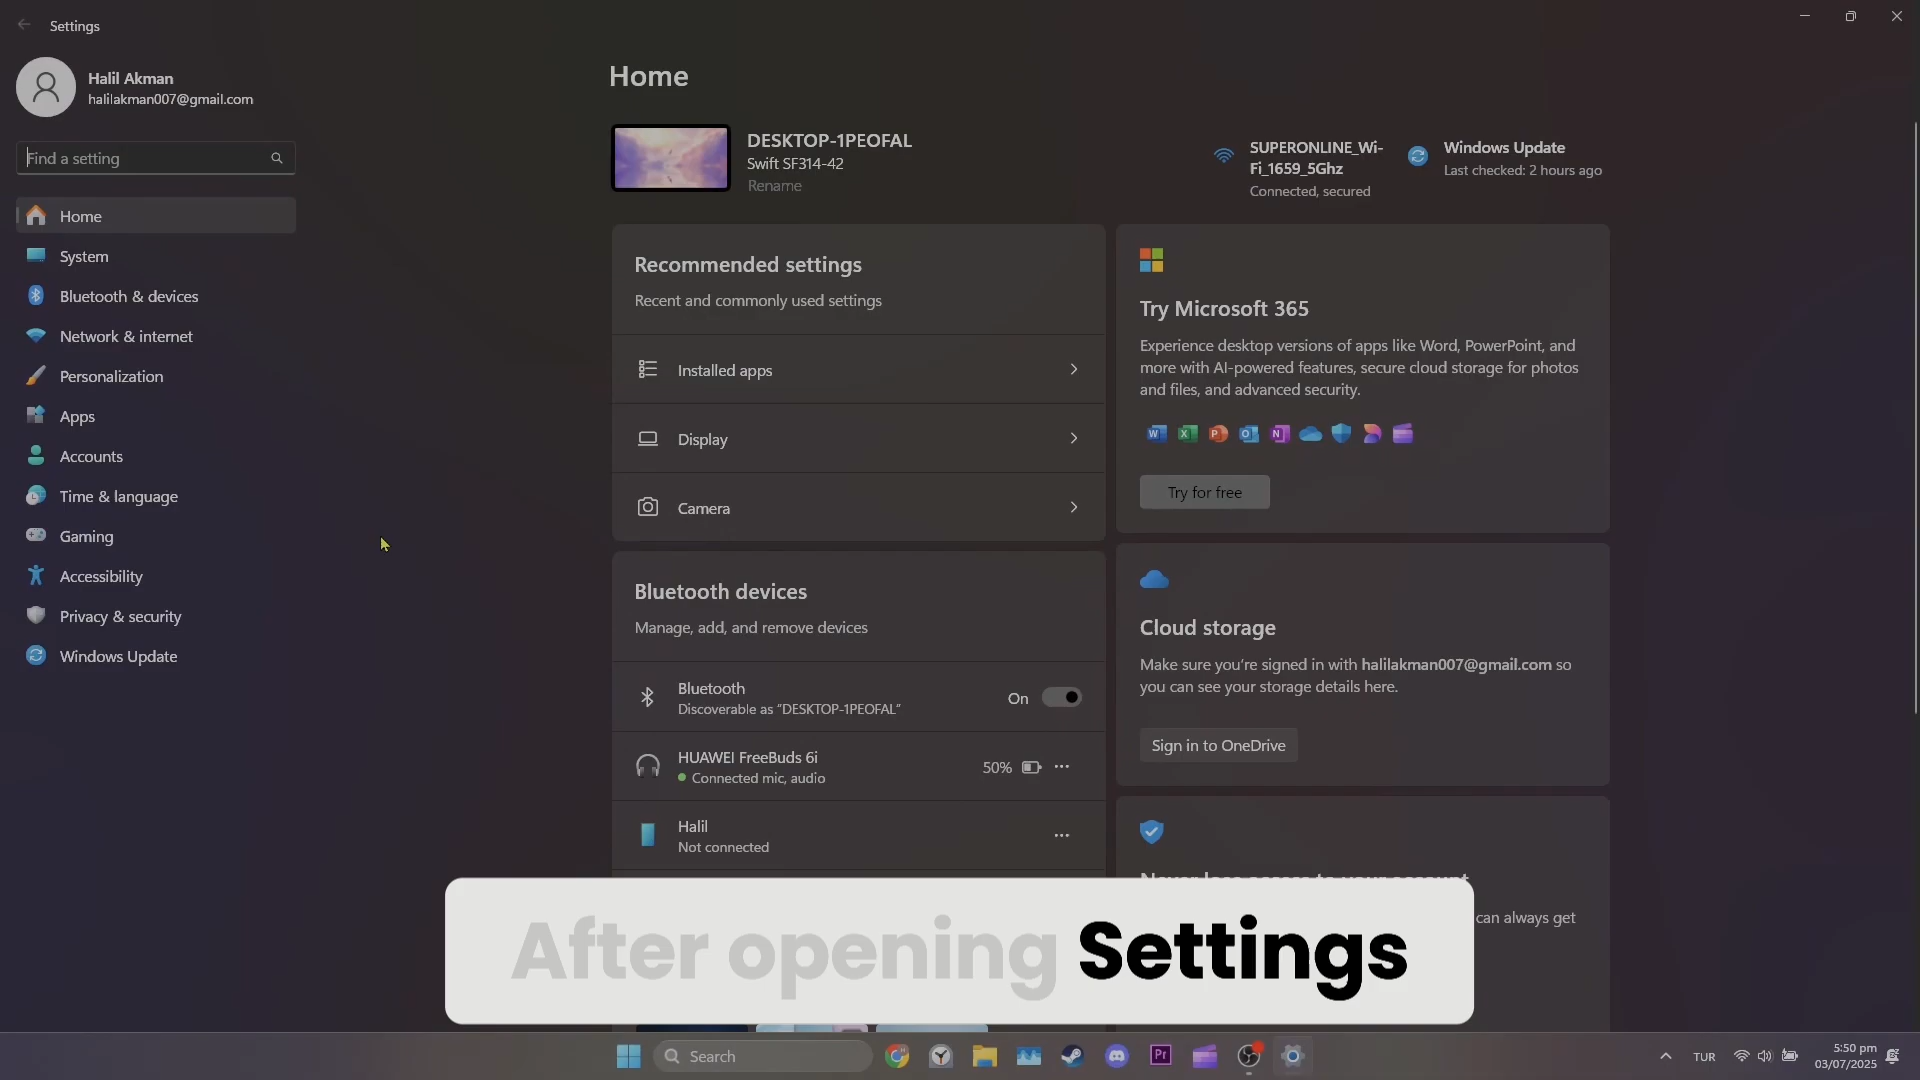 Settings
Halil Akman
halilakman007@gmail.com
Find a setting
Home
System
Bluetooth & devices
Network & internet
Personalization
Apps
Accounts
Time & language
Gaming
Accessibility
Privacy & security
Windows Update
Home
DESKTOP-1PEOFAL
Swift SF314-42
Rename
SUPERONLINE_Wi-
Fi_1659_5Ghz
Connected, secured
Windows Update
Last checked: 2 hours ago
Recommended settings
Recent and commonly used settings
Installed apps
Display
Camera
Bluetooth devices
Manage, add, and remove devices
Bluetooth
Discoverable as "DESKTOP-1PEOFAL"
On
HUAWEI FreeBuds 6i
Connected mic, audio
50%
Halil
Not connected
Try Microsoft 365
Experience desktop versions of apps like Word, PowerPoint, and
more with AI-powered features, secure cloud storage for photos
and files, and advanced security.
Try for free
Cloud storage
Make sure you're signed in with halilakman007@gmail.com so
you can see your storage details here.
Sign in to OneDrive
Never lose access to your account
can always get
After opening Settings
Search
TUR
5:50 pm
03/07/2025